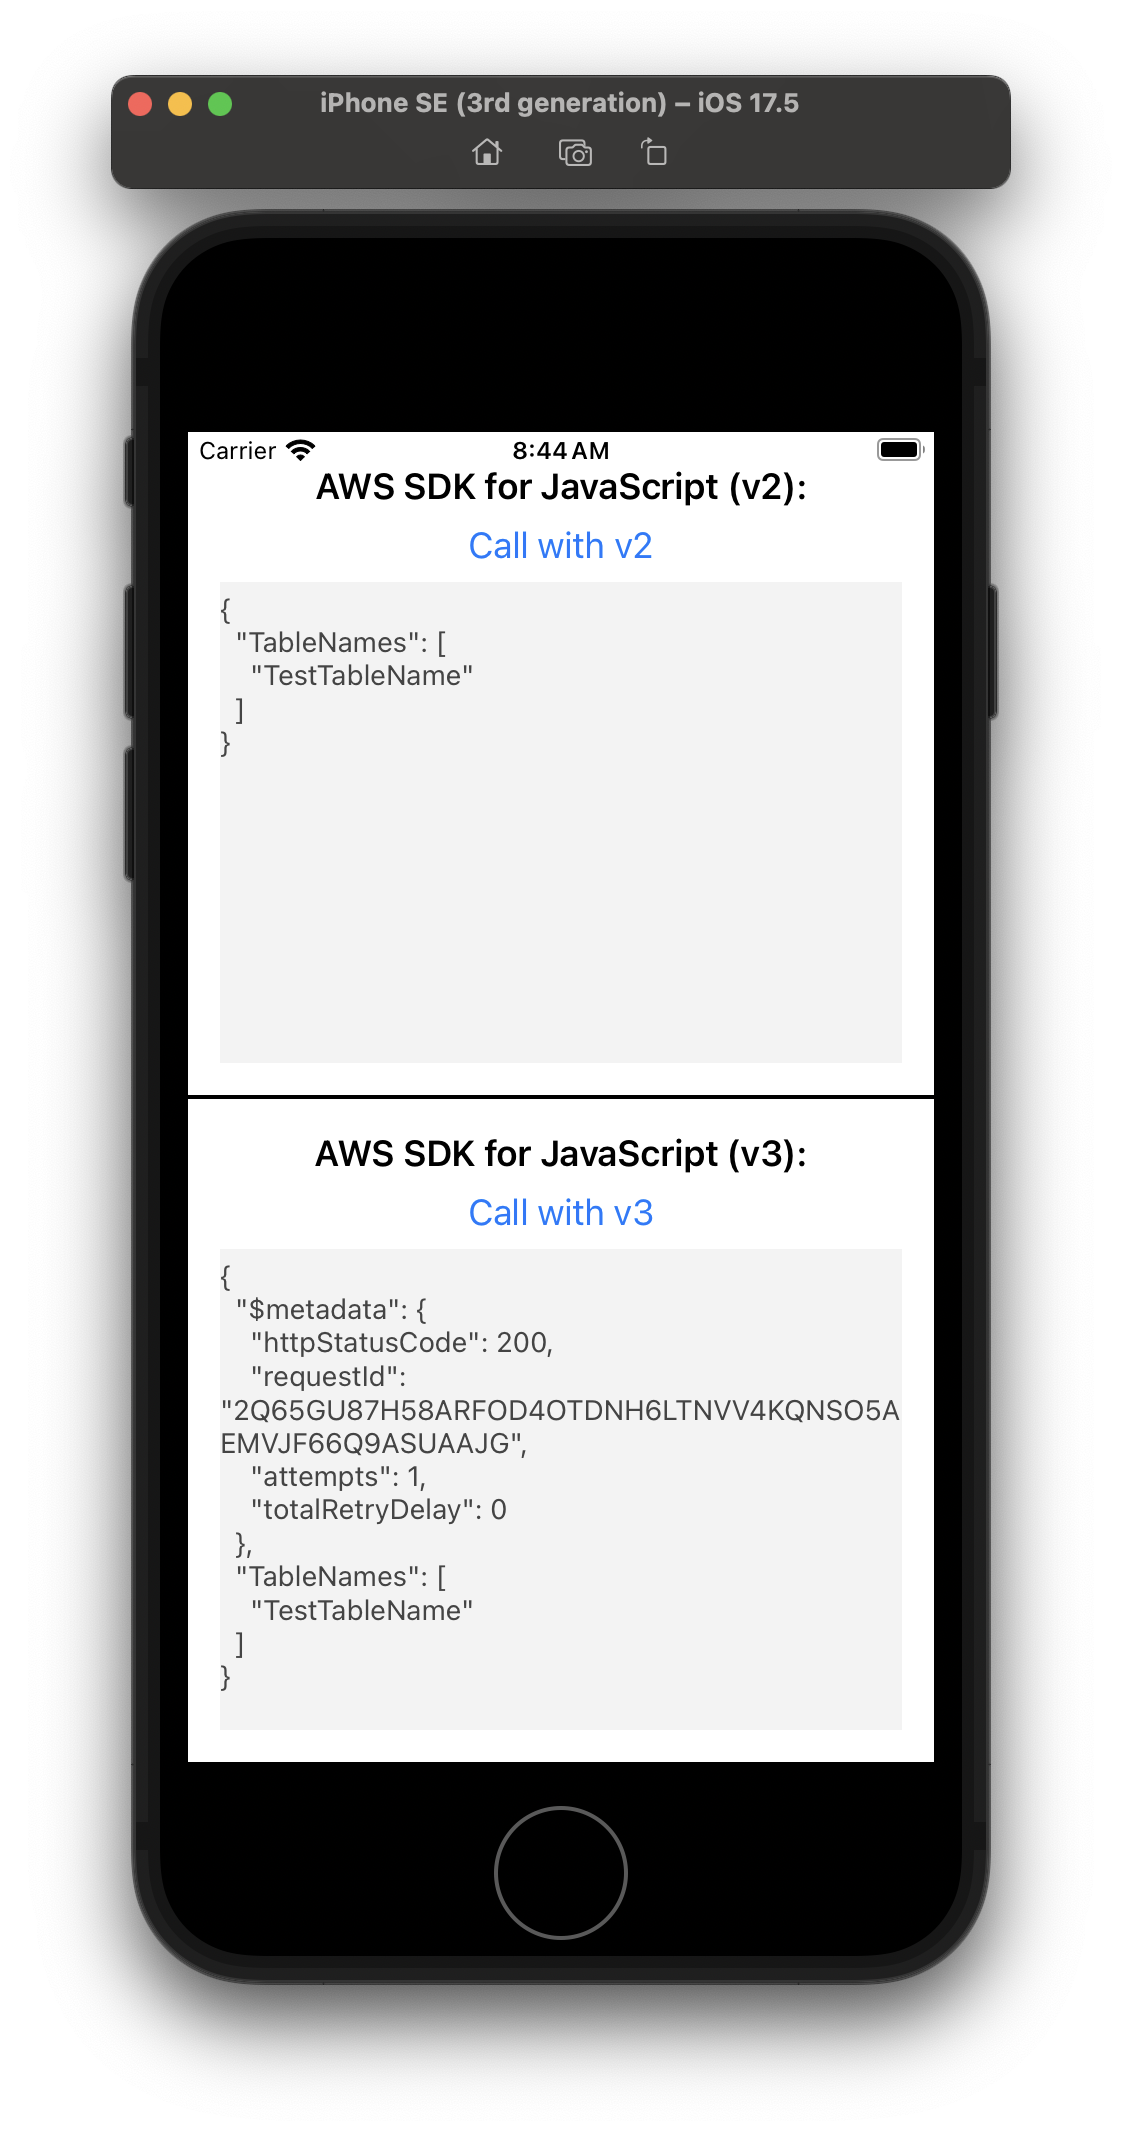 iPhone SE (3rd generation) – iOS 17.5
Carrier 8:44 AM
AWS SDK for JavaScript (v2):
Call with v2
{
  "TableNames": [
    "TestTableName"
  ]
}
AWS SDK for JavaScript (v3):
Call with v3
{
  "$metadata": {
    "httpStatusCode": 200,
    "requestId":
"2Q65GU87H58ARFOD4OTDNH6LTNVV4KQNSO5A
EMVJF66Q9ASUAAJG",
    "attempts": 1,
    "totalRetryDelay": 0
  },
  "TableNames": [
    "TestTableName"
  ]
}